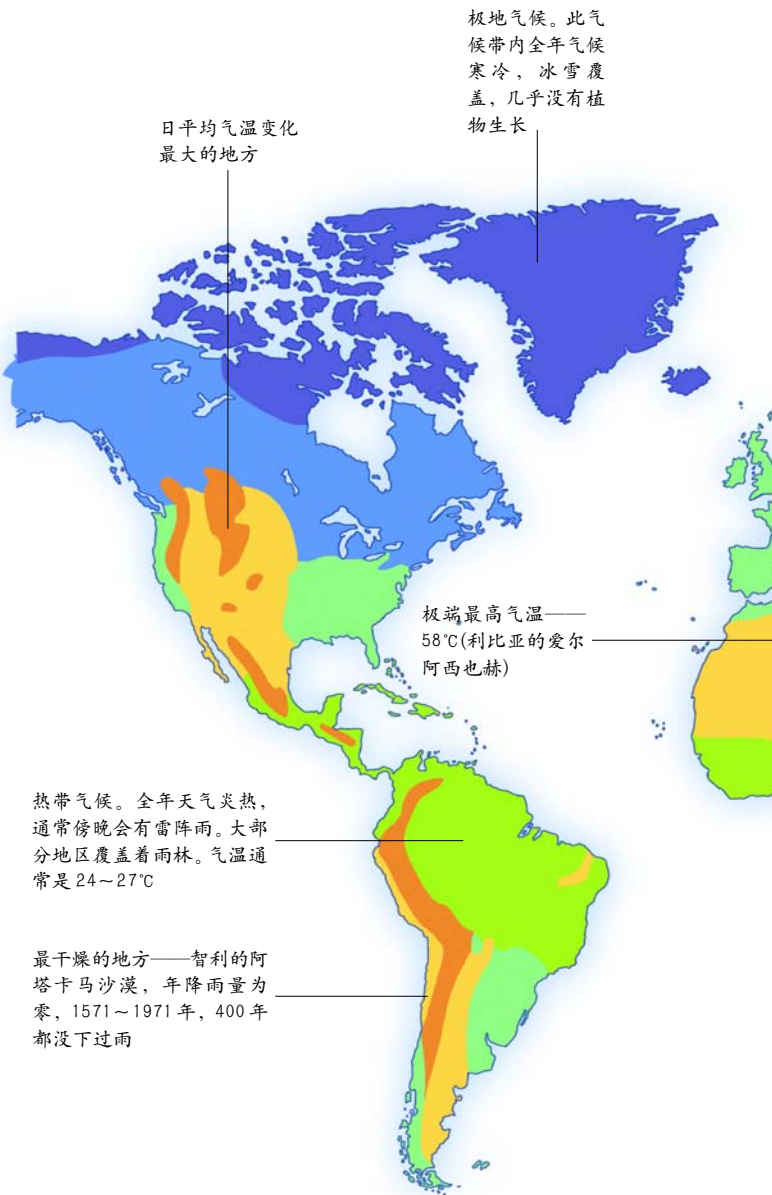 极地气候。此气
候带内全年气候
寒冷，冰雪覆
盖，几乎没有植
物生长
日平均气温变化
最大的地方
极端最高气温——
58℃(利比亚的爱尔
阿西也赫)
热带气候。全年天气炎热，
通常傍晚会有雷阵雨。大部
分地区覆盖着雨林。气温通
常是24～27℃
最干燥的地方——智利的阿
塔卡马沙漠，年降雨量为
零，1571～1971年，400年
都没下过雨